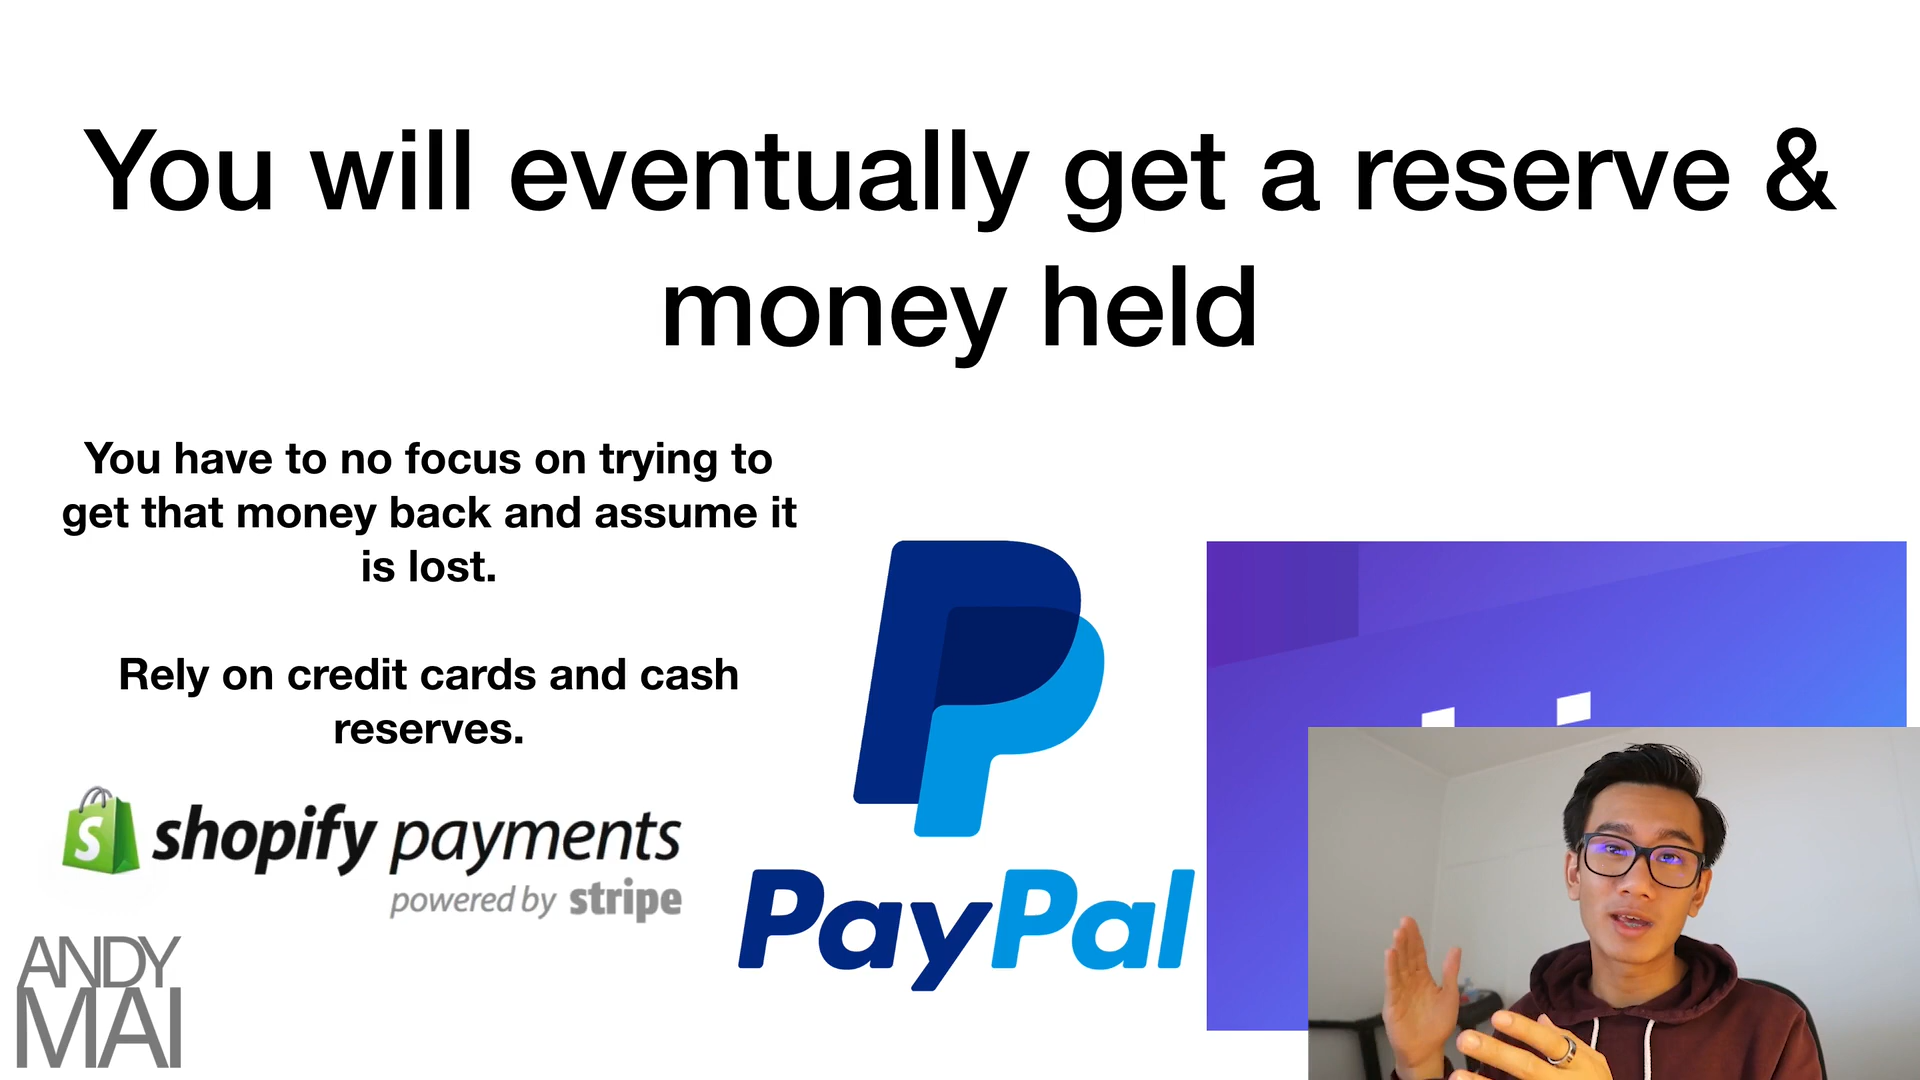 You will eventually get a reserve &
money held
You have to no focus on trying to
get that money back and assume it
is lost.
Rely on credit cards and cash
reserves.
shopify payments
powered by stripe
PayPal
ANDY
MAI